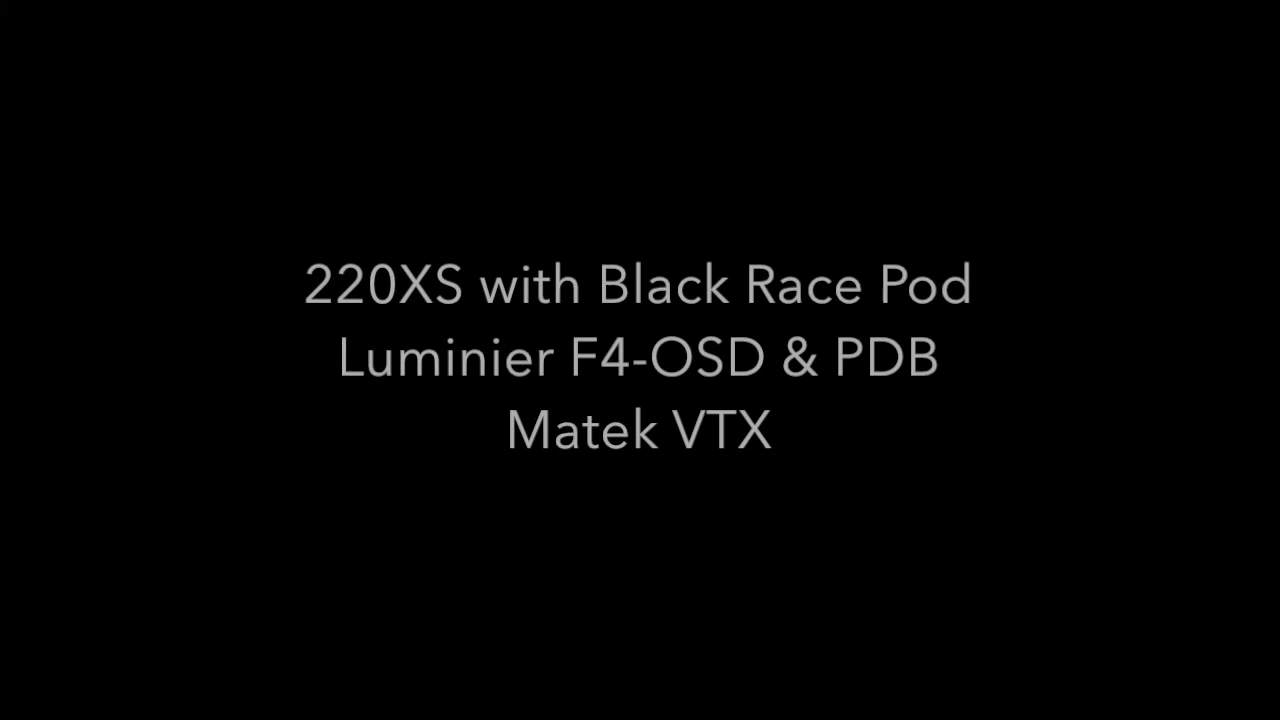 220XS with Black Race Pod
Luminier F4-OSD & PDB
Matek VTX